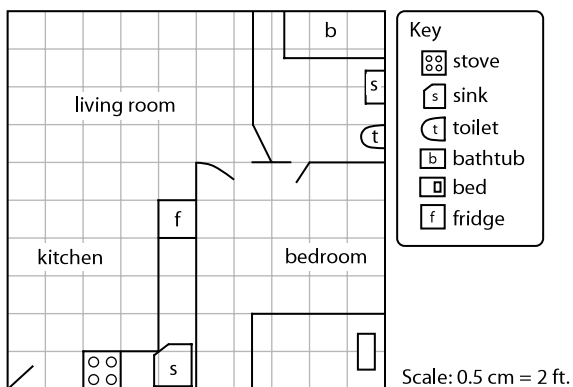 b
Key
stove
s
s
sink
living room
t
t
toilet
b
bathtub
bed
f
f
fridge
kitchen
bedroom
s
Scale: 0.5 cm = 2 ft.